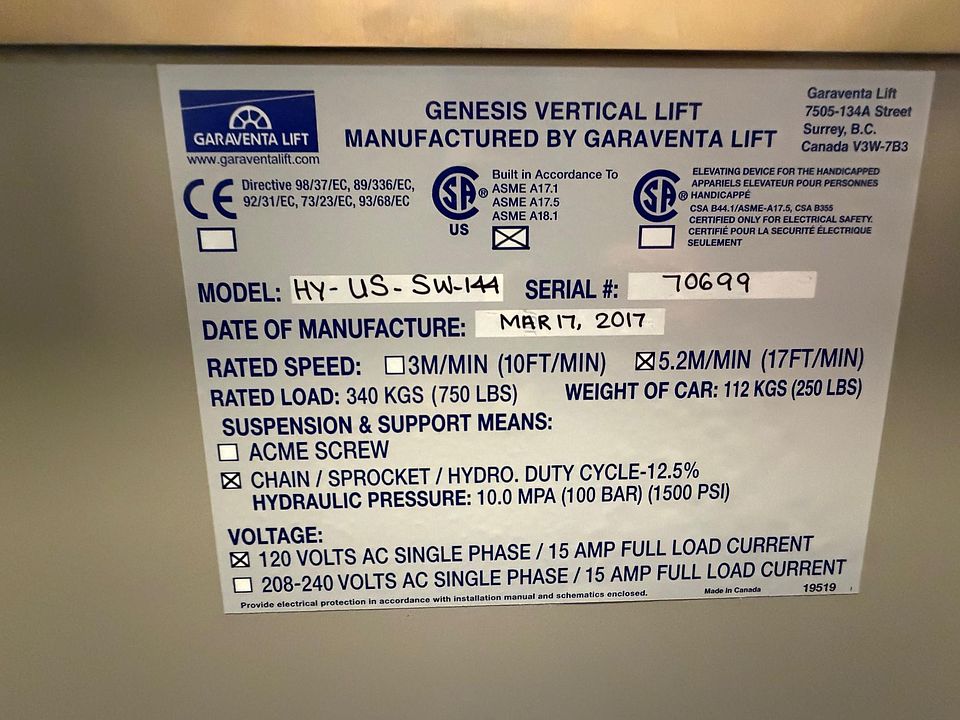 GARAVENTA LIFT
www.garaventalift.com
GENESIS VERTICAL LIFT
MANUFACTURED BY GARAVENTA LIFT
Garaventa Lift
7505-134A Street
Surrey, B.C.
Canada V3W-7B3
CE Directive 98/37/EC, 89/336/EC,
92/31/EC, 73/23/EC, 93/68/EC
CSA® US
Built in Accordance To
ASME A17.1
ASME A17.5
ASME A18.1
CSA®
ELEVATING DEVICE FOR THE HANDICAPPED
APPARIELS ELEVATEUR POUR PERSONNES
HANDICAPPÉ
CSA B44.1/ASME-A17.5, CSA B355
CERTIFIED ONLY FOR ELECTRICAL SAFETY.
CERTIFIÉ POUR LA SECURITÉ ÉLECTRIQUE
SEULEMENT
MODEL: HY-US-SW-144 SERIAL #: 70699
DATE OF MANUFACTURE: MAR 17, 2017
RATED SPEED: ☐3M/MIN (10FT/MIN) ☒5.2M/MIN (17FT/MIN)
RATED LOAD: 340 KGS (750 LBS) WEIGHT OF CAR: 112 KGS (250 LBS)
SUSPENSION & SUPPORT MEANS:
☐ ACME SCREW
☒ CHAIN / SPROCKET / HYDRO. DUTY CYCLE-12.5%
HYDRAULIC PRESSURE: 10.0 MPA (100 BAR) (1500 PSI)
VOLTAGE:
☒ 120 VOLTS AC SINGLE PHASE / 15 AMP FULL LOAD CURRENT
☐ 208-240 VOLTS AC SINGLE PHASE / 15 AMP FULL LOAD CURRENT
Provide electrical protection in accordance with installation manual and schematics enclosed. Made in Canada 19519